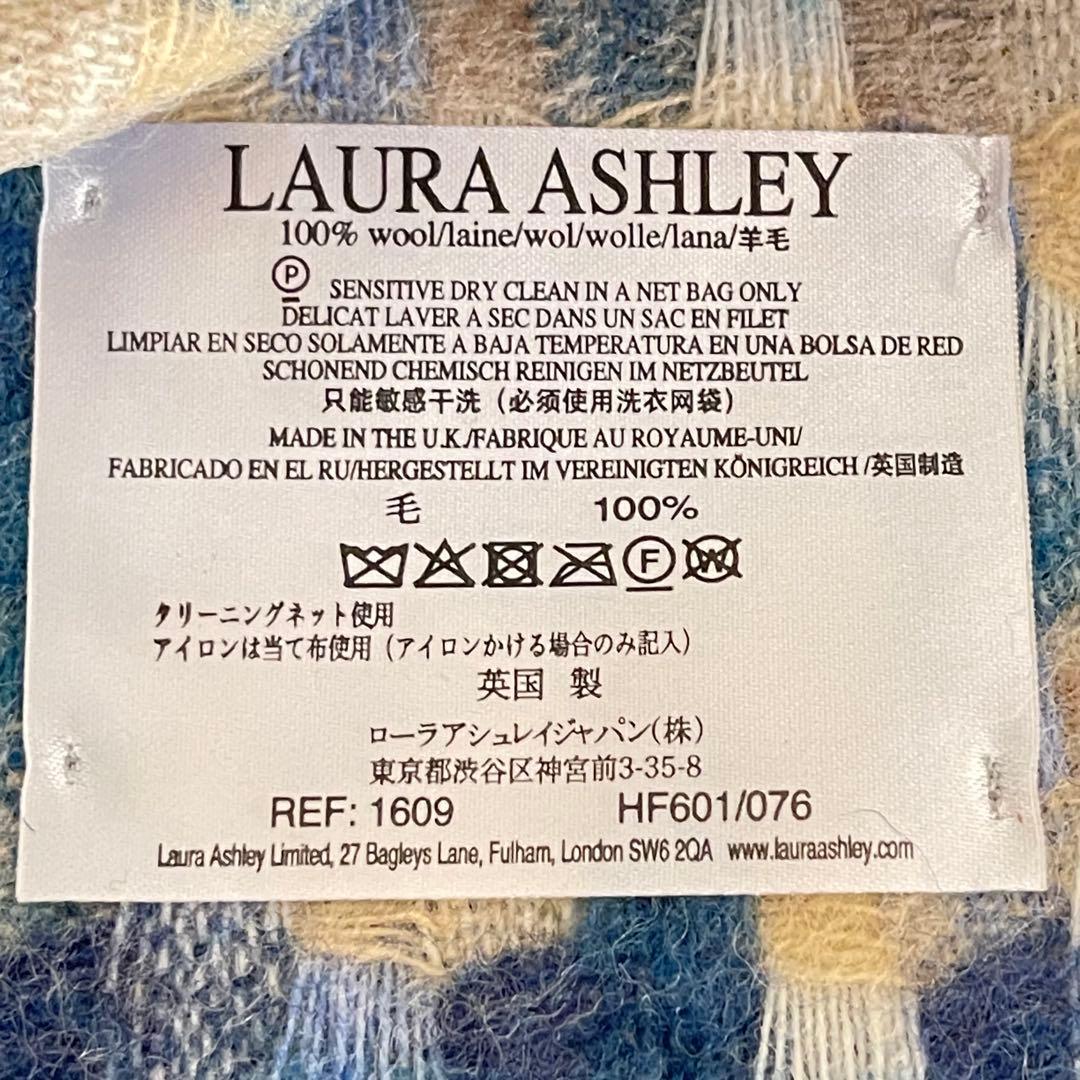 LAURA ASHLEY
100% wool/laine/wol/wolle/lana/羊毛
P SENSITIVE DRY CLEAN IN A NET BAG ONLY
DELICAT LAVER A SEC DANS UN SAC EN FILET
LIMPIAR EN SECO SOLAMENTE A BAJA TEMPERATURA EN UNA BOLSA DE RED
SCHONEND CHEMISCH REINIGEN IM NETZBEUTEL
只能敏感干洗（必须使用洗衣网袋）
MADE IN THE U.K./FABRIQUE AU ROYAUME-UNI/
FABRICADO EN EL RU/HERGESTELLT IM VEREINIGTEN KÖNIGREICH /英国制造
毛 100%
F W
クリーニングネット使用
アイロンは当て布使用（アイロンかける場合のみ記入）
英国 製
ローラアシュレイジャパン(株)
東京都渋谷区神宮前3-35-8
REF: 1609 HF601/076
Laura Ashley Limited, 27 Bagleys Lane, Fulham, London SW6 2QA www.lauraashley.com